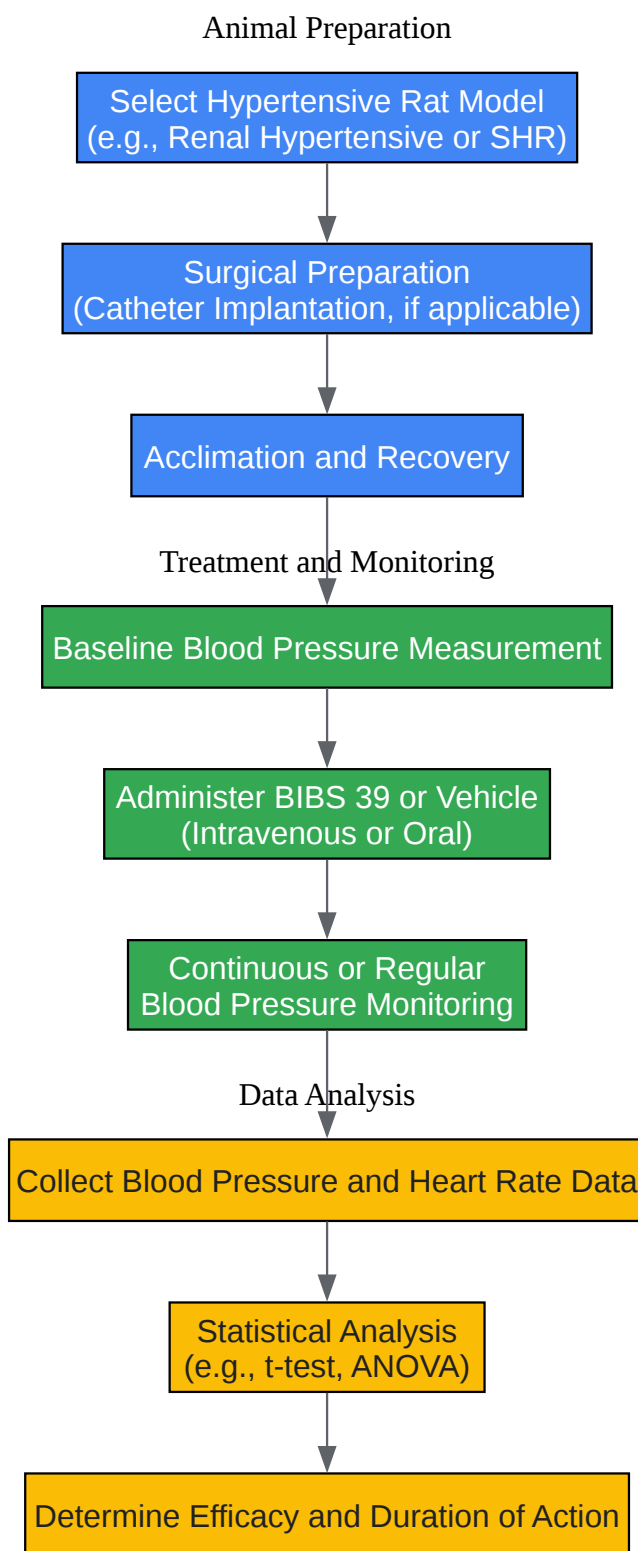 Animal Preparation
Select Hypertensive Rat Model
(e.g., Renal Hypertensive or SHR)
Surgical Preparation
(Catheter Implantation, if applicable)
Acclimation and Recovery
Treatment and Monitoring
Baseline Blood Pressure Measurement
Administer BIBS 39 or Vehicle
(Intravenous or Oral)
Continuous or Regular
Blood Pressure Monitoring
Data Analysis
Collect Blood Pressure and Heart Rate Data
Statistical Analysis
(e.g., t-test, ANOVA)
Determine Efficacy and Duration of Action